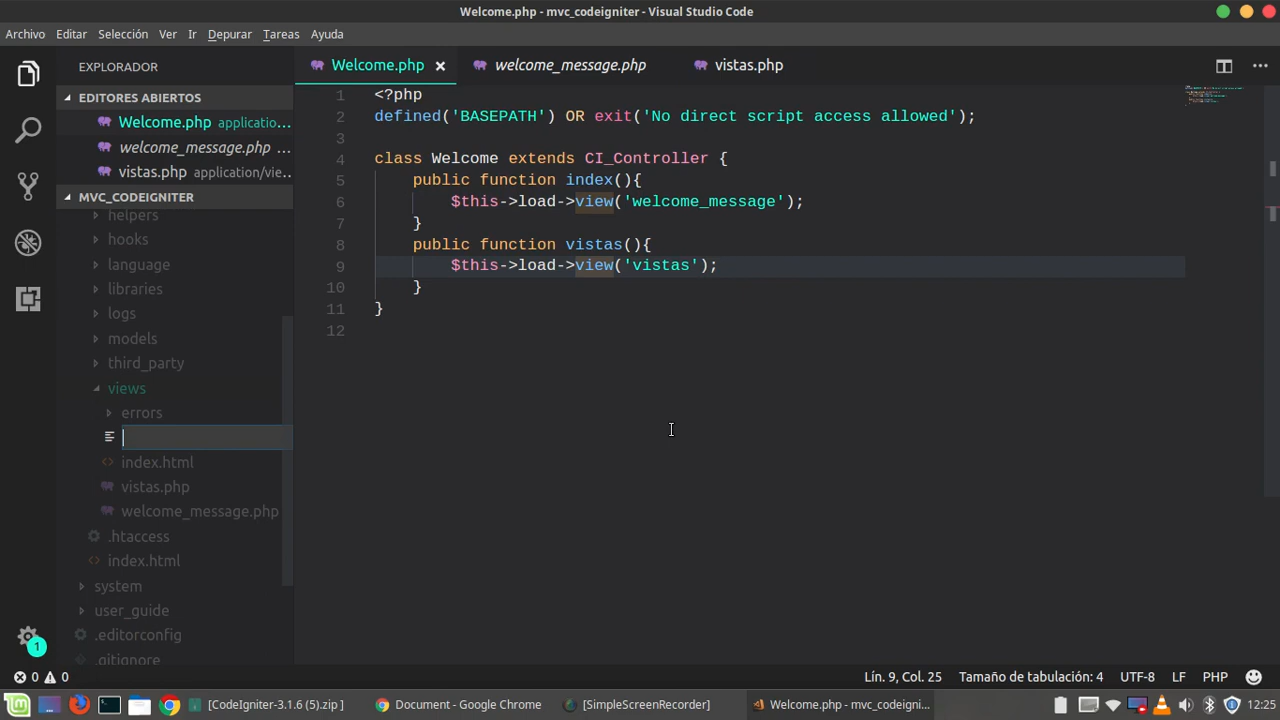 Welcome.php - mvc_codeigniter - Visual Studio Code
Archivo Editar Selección Ver Ir Depurar Tareas Ayuda
EXPLORADOR
EDITORES ABIERTOS
Welcome.php applicatio...
welcome_message.php ...
vistas.php application/vie...
MVC_CODEIGNITER
helpers
hooks
language
libraries
logs
models
third_party
views
errors
index.html
vistas.php
welcome_message.php
.htaccess
index.html
system
user_guide
.editorconfig
.gitignore
1
Welcome.php welcome_message.php vistas.php
1 <?php
2 defined('BASEPATH') OR exit('No direct script access allowed');
3
4 class Welcome extends CI_Controller {
5 public function index(){
6 $this->load->view('welcome_message');
7 }
8 public function vistas(){
9 $this->load->view('vistas');
10 }
11 }
12
0 0 Lín. 9, Col. 25 Tamaño de tabulación: 4 UTF-8 LF PHP
[CodeIgniter-3.1.6 (5).zip ] Document - Google Chrome [SimpleScreenRecorder] Welcome.php - mvc_codeigni... 12:25